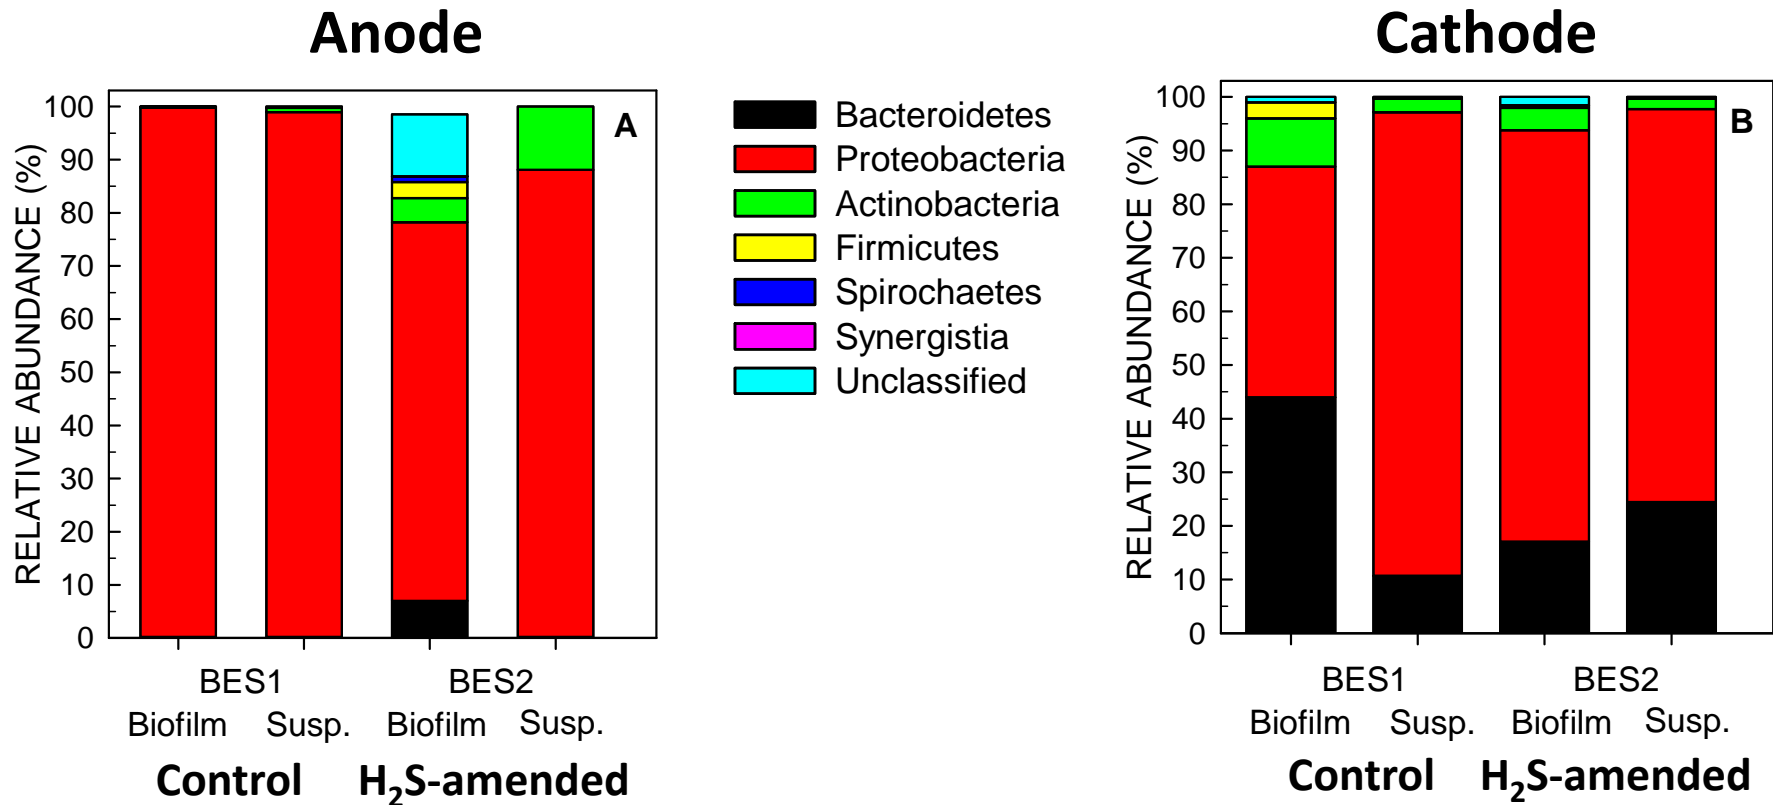 Anode
Cathode
RELATIVE ABUNDANCE (%)
100
90
80
70
60
50
40
30
20
10
0
A
BES1
BES2
Biofilm
Susp.
Biofilm
Susp.
Control
H₂S-amended
Bacteroidetes
Proteobacteria
Actinobacteria
Firmicutes
Spirochaetes
Synergistia
Unclassified
RELATIVE ABUNDANCE (%)
100
90
80
70
60
50
40
30
20
10
0
B
BES1
BES2
Biofilm
Susp.
Biofilm
Susp.
Control
H₂S-amended